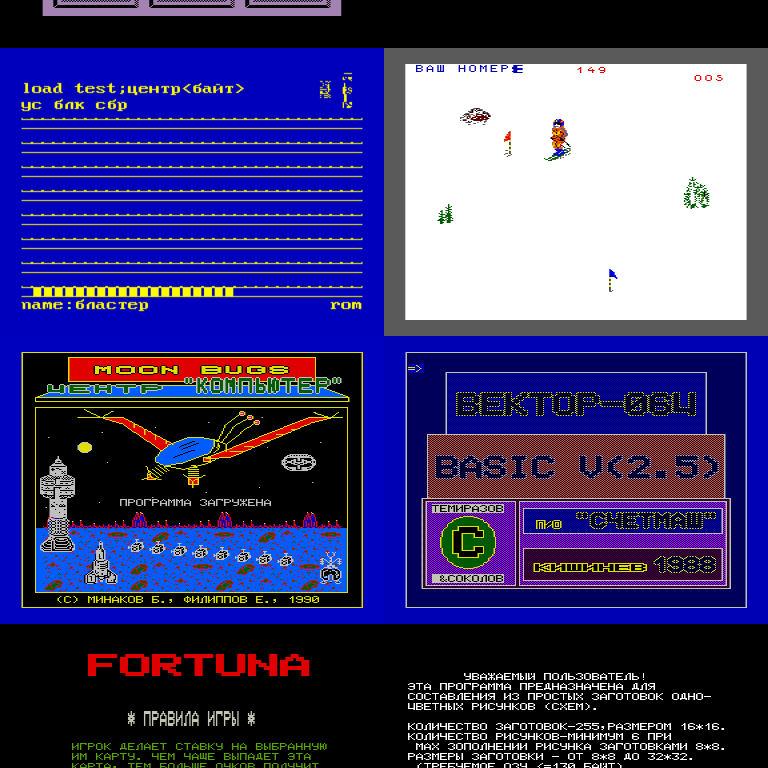 load test;центр<байт>
ус блк сбр
name:бластер
rom
ВАШ НОМЕР
149
005
MOON BUGS
ЦЕНТР "КОМПЬЮТЕР"
ПРОГРАММА ЗАГРУЖЕНА
(C) МИНАКОВ Б., ФИЛИППОВ Е., 1990
=>
ВЕКТОР-06Ц
BASIC V(2.5)
ТЕМИРАЗОВ
С
&СОКОЛОВ
П/О "СЧЕТМАШ"
КИШИНЕВ 1988
FORTUNA
* ПРАВИЛА ИГРЫ *
ИГРОК ДЕЛАЕТ СТАВКУ НА ВЫБРАННУЮ
ИМ КАРТУ. ЧЕМ ЧАЩЕ ВЫПАДЕТ ЭТА
КАРТА, ТЕМ БОЛЬШЕ ОЧКОВ ПОЛУЧИТ
УВАЖАЕМЫЙ ПОЛЬЗОВАТЕЛЬ!
ЭТА ПРОГРАММА ПРЕДНАЗНАЧЕНА ДЛЯ
СОСТАВЛЕНИЯ ИЗ ПРОСТЫХ ЗАГОТОВОК ОДНО-
ЦВЕТНЫХ РИСУНКОВ (СХЕМ).
КОЛИЧЕСТВО ЗАГОТОВОК-255,РАЗМЕРОМ 16*16.
КОЛИЧЕСТВО РИСУНКОВ-МИНИМУМ 6 ПРИ
МАХ ЗОПОЛНЕНИИ РИСУНКА ЗАГОТОВКАМИ 8*8.
РАЗМЕРЫ ЗАГОТОВКИ - ОТ 8*8 ДО 32*32.
(ТРЕБУЕМОЕ ОЗУ <=130 БАЙТ)